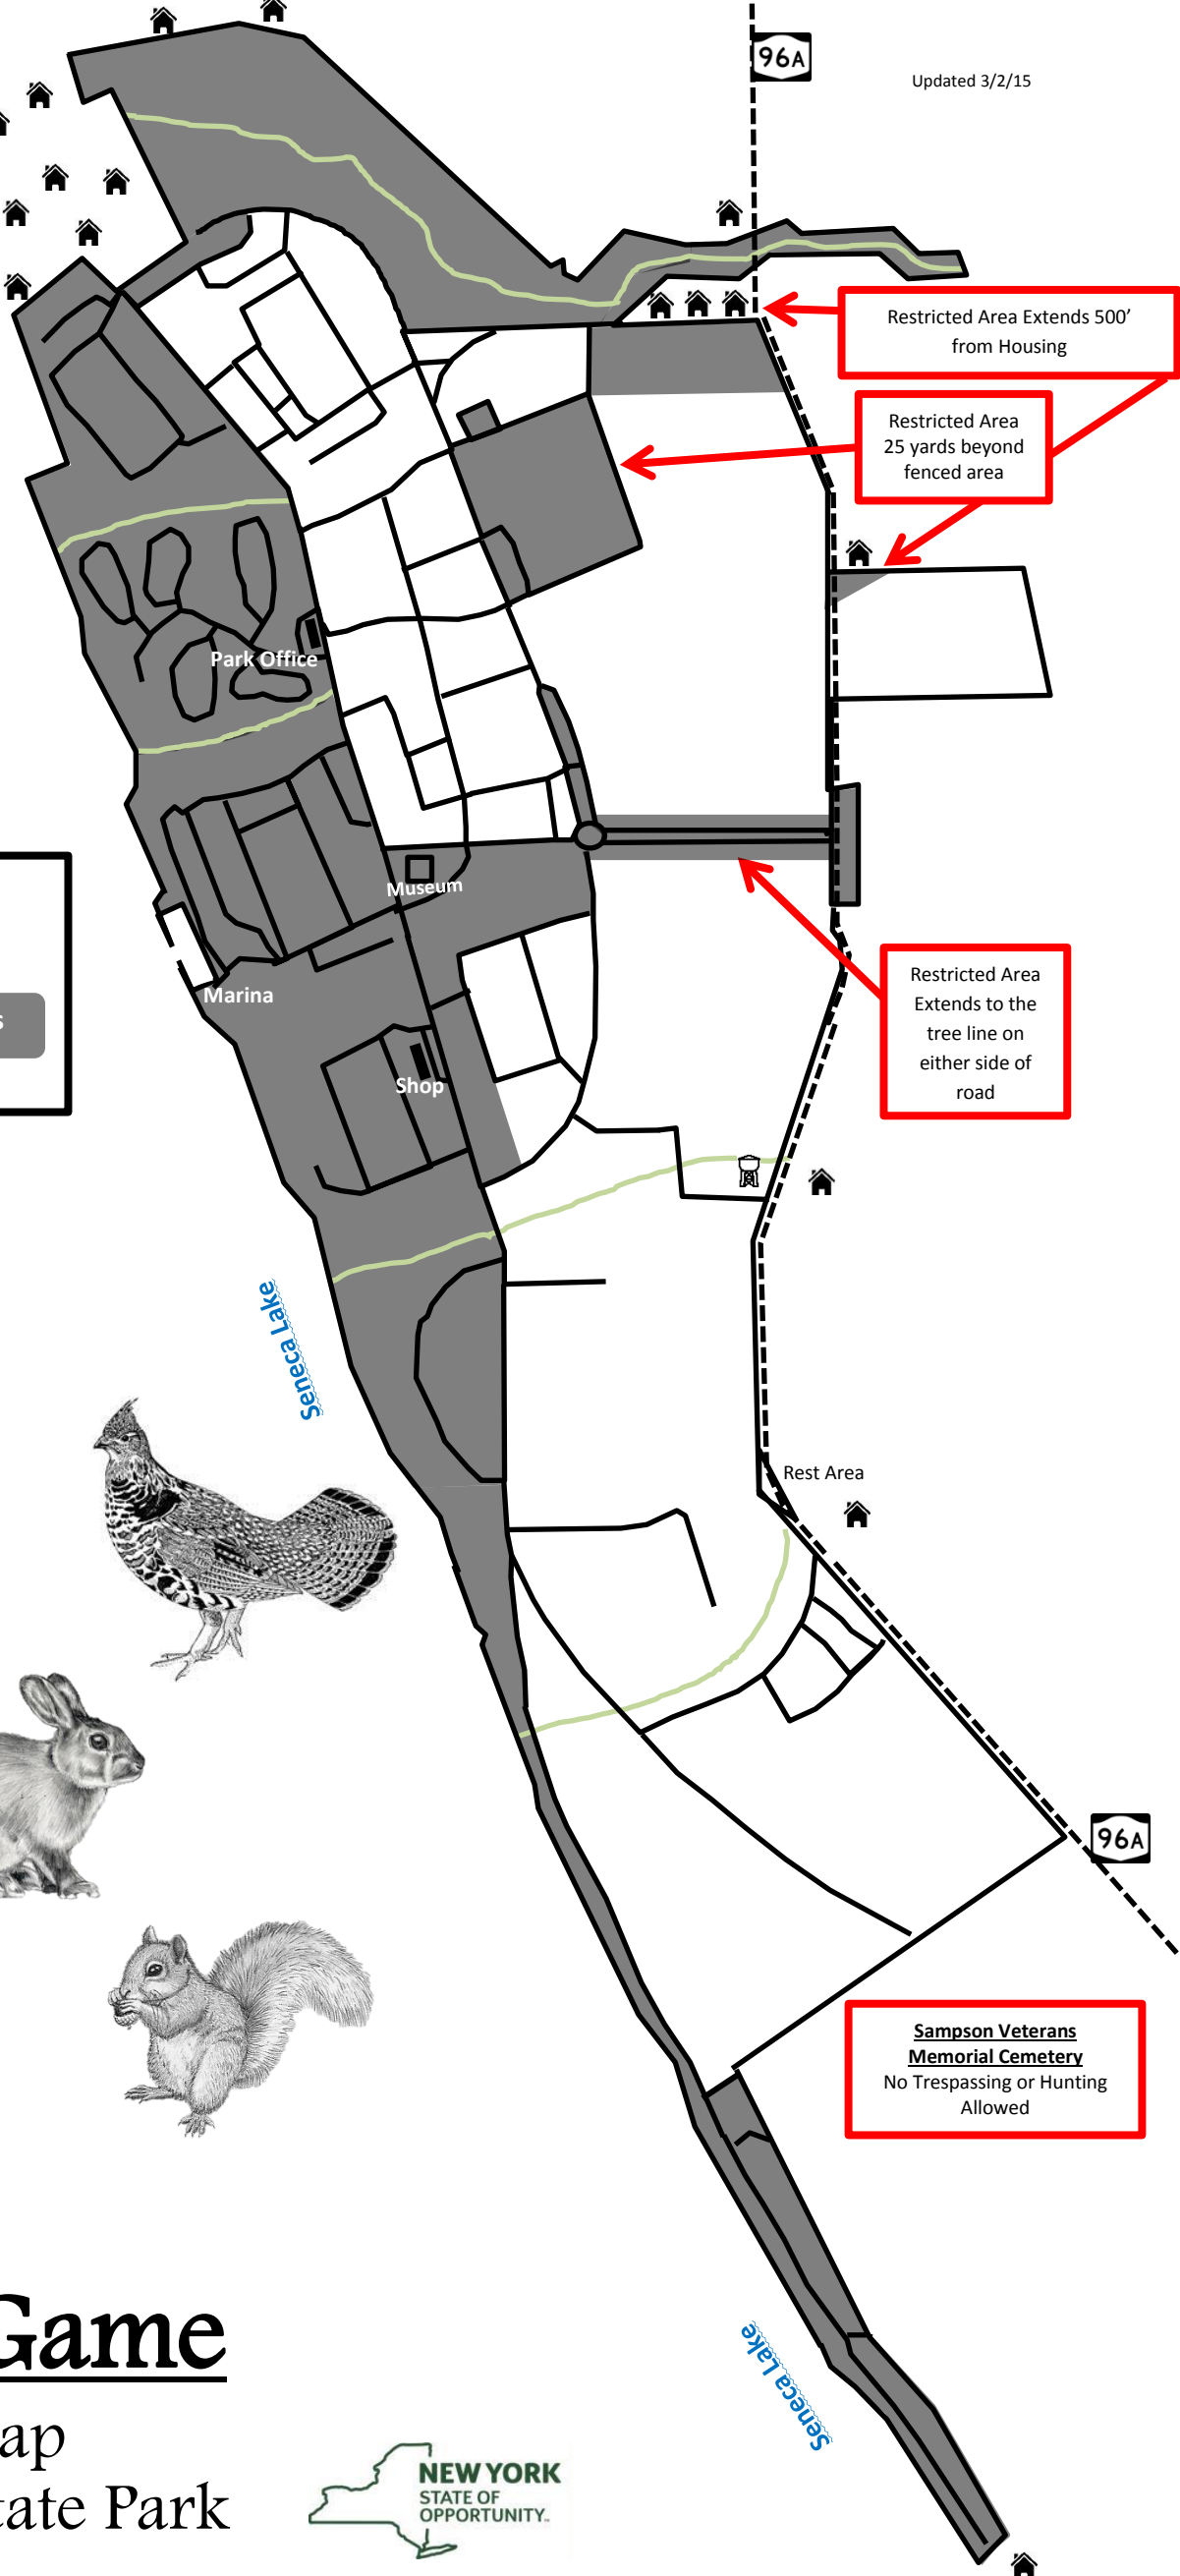 96A
Updated 3/2/15
Restricted Area Extends 500’
from Housing
Restricted Area
25 yards beyond
fenced area
Park Office
Museum
Marina
Restricted Area
Extends to the
tree line on
either side of
road
Shop
Seneca Lake
Rest Area
96A
Sampson Veterans
Memorial Cemetery
No Trespassing or Hunting
Allowed
Seneca Lake
Game
ap
tate Park
NEW YORK
STATE OF
OPPORTUNITY™